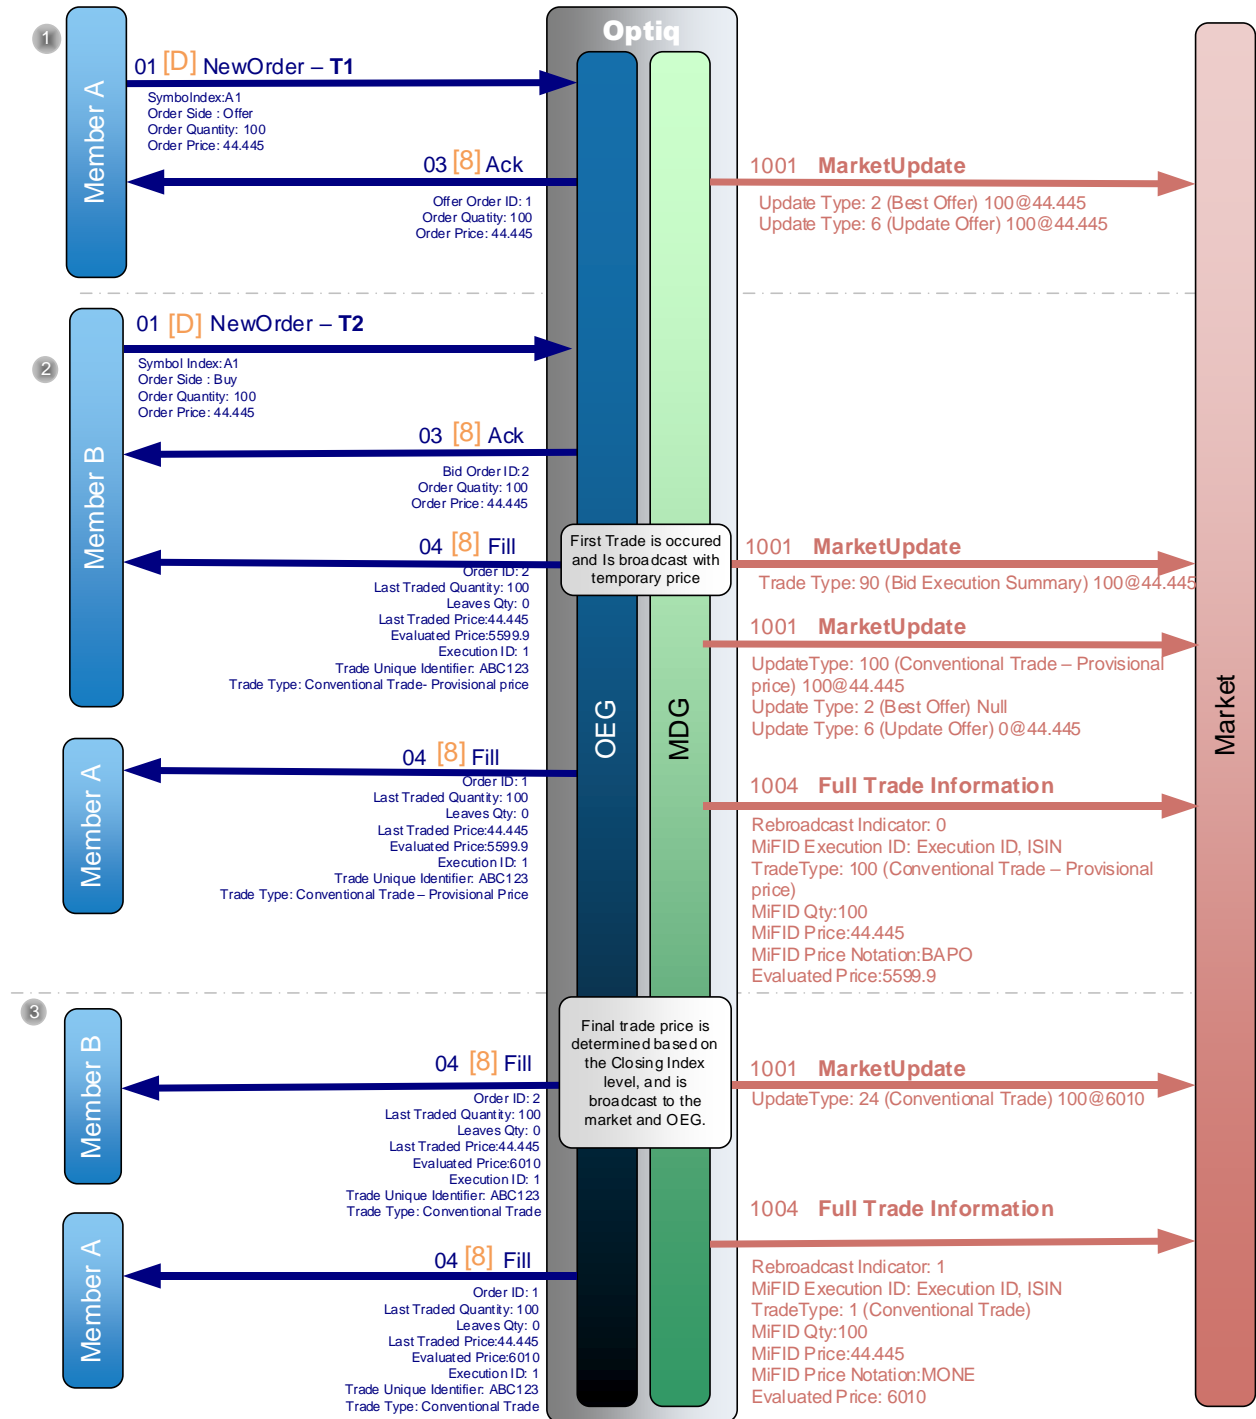 Optiq
1
Member A
01 [D] NewOrder – T1
SymbolIndex:A1
Order Side : Offer
Order Quantity: 100
Order Price: 44.445
03 [8] Ack
Offer Order ID: 1
Order Quatity: 100
Order Price: 44.445
1001 MarketUpdate
Update Type: 2 (Best Offer) 100@44.445
Update Type: 6 (Update Offer) 100@44.445
2
Member B
01 [D] NewOrder – T2
Symbol Index:A1
Order Side : Buy
Order Quantity: 100
Order Price: 44.445
03 [8] Ack
Bid Order ID:2
Order Quatity: 100
Order Price: 44.445
04 [8] Fill
Order ID: 2
Last Traded Quantity: 100
Leaves Qty: 0
Last Traded Price:44.445
Evaluated Price:5599.9
Execution ID: 1
Trade Unique Identifier: ABC123
Trade Type: Conventional Trade- Provisional price
First Trade is occured
and Is broadcast with
temporary price
1001 MarketUpdate
Trade Type: 90 (Bid Execution Summary) 100@44.445
1001 MarketUpdate
UpdateType: 100 (Conventional Trade – Provisional
price) 100@44.445
Update Type: 2 (Best Offer) Null
Update Type: 6 (Update Offer) 0@44.445
OEG
MDG
Market
Member A
04 [8] Fill
Order ID: 1
Last Traded Quantity: 100
Leaves Qty: 0
Last Traded Price:44.445
Evaluated Price:5599.9
Execution ID: 1
Trade Unique Identifier: ABC123
Trade Type: Conventional Trade – Provisional Price
1004 Full Trade Information
Rebroadcast Indicator: 0
MiFID Execution ID: Execution ID, ISIN
TradeType: 100 (Conventional Trade – Provisional
price)
MiFID Qty:100
MiFID Price:44.445
MiFID Price Notation:BAPO
Evaluated Price:5599.9
3
Member B
04 [8] Fill
Order ID: 2
Last Traded Quantity: 100
Leaves Qty: 0
Last Traded Price:44.445
Evaluated Price:6010
Execution ID: 1
Trade Unique Identifier: ABC123
Trade Type: Conventional Trade
Final trade price is
determined based on
the Closing Index
level, and is
broadcast to the
market and OEG.
1001 MarketUpdate
UpdateType: 24 (Conventional Trade) 100@6010
Member A
04 [8] Fill
Order ID: 1
Last Traded Quantity: 100
Leaves Qty: 0
Last Traded Price:44.445
Evaluated Price:6010
Execution ID: 1
Trade Unique Identifier: ABC123
Trade Type: Conventional Trade
1004 Full Trade Information
Rebroadcast Indicator: 1
MiFID Execution ID: Execution ID, ISIN
TradeType: 1 (Conventional Trade)
MiFID Qty:100
MiFID Price:44.445
MiFID Price Notation:MONE
Evaluated Price: 6010